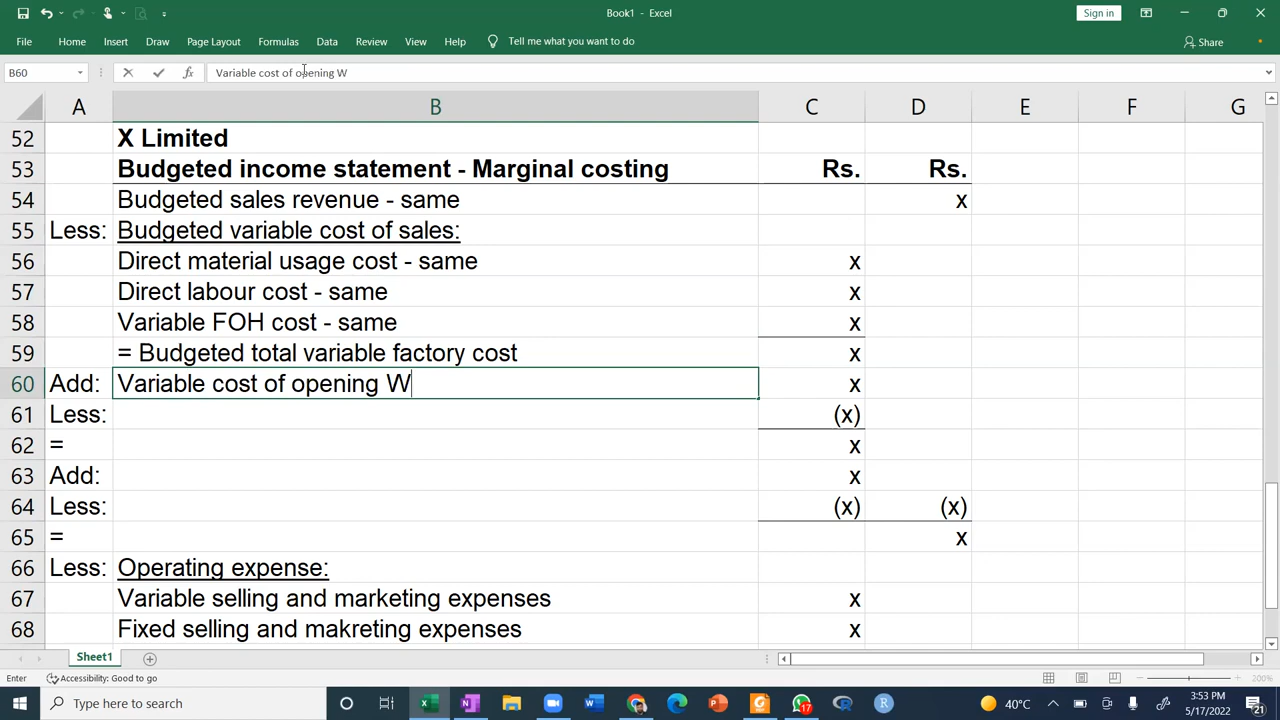 Book1 - Excel
Sign in
File Home Insert Draw Page Layout Formulas Data Review View Help Tell me what you want to do Share
B60 fx Variable cost of opening W
A B C D E F G
52 X Limited
53 Budgeted income statement - Marginal costing Rs. Rs.
54 Budgeted sales revenue - same x
55 Less: Budgeted variable cost of sales:
56 Direct material usage cost - same x
57 Direct labour cost - same x
58 Variable FOH cost - same x
59 = Budgeted total variable factory cost x
60 Add: Variable cost of opening W x
61 Less: (x)
62 = x
63 Add: x
64 Less: (x) (x)
65 = x
66 Less: Operating expense:
67 Variable selling and marketing expenses x
68 Fixed selling and makreting expenses x
Sheet1
Enter Accessibility: Good to go 200%
Type here to search 17 40°C 3:53 PM
5/17/2022 21